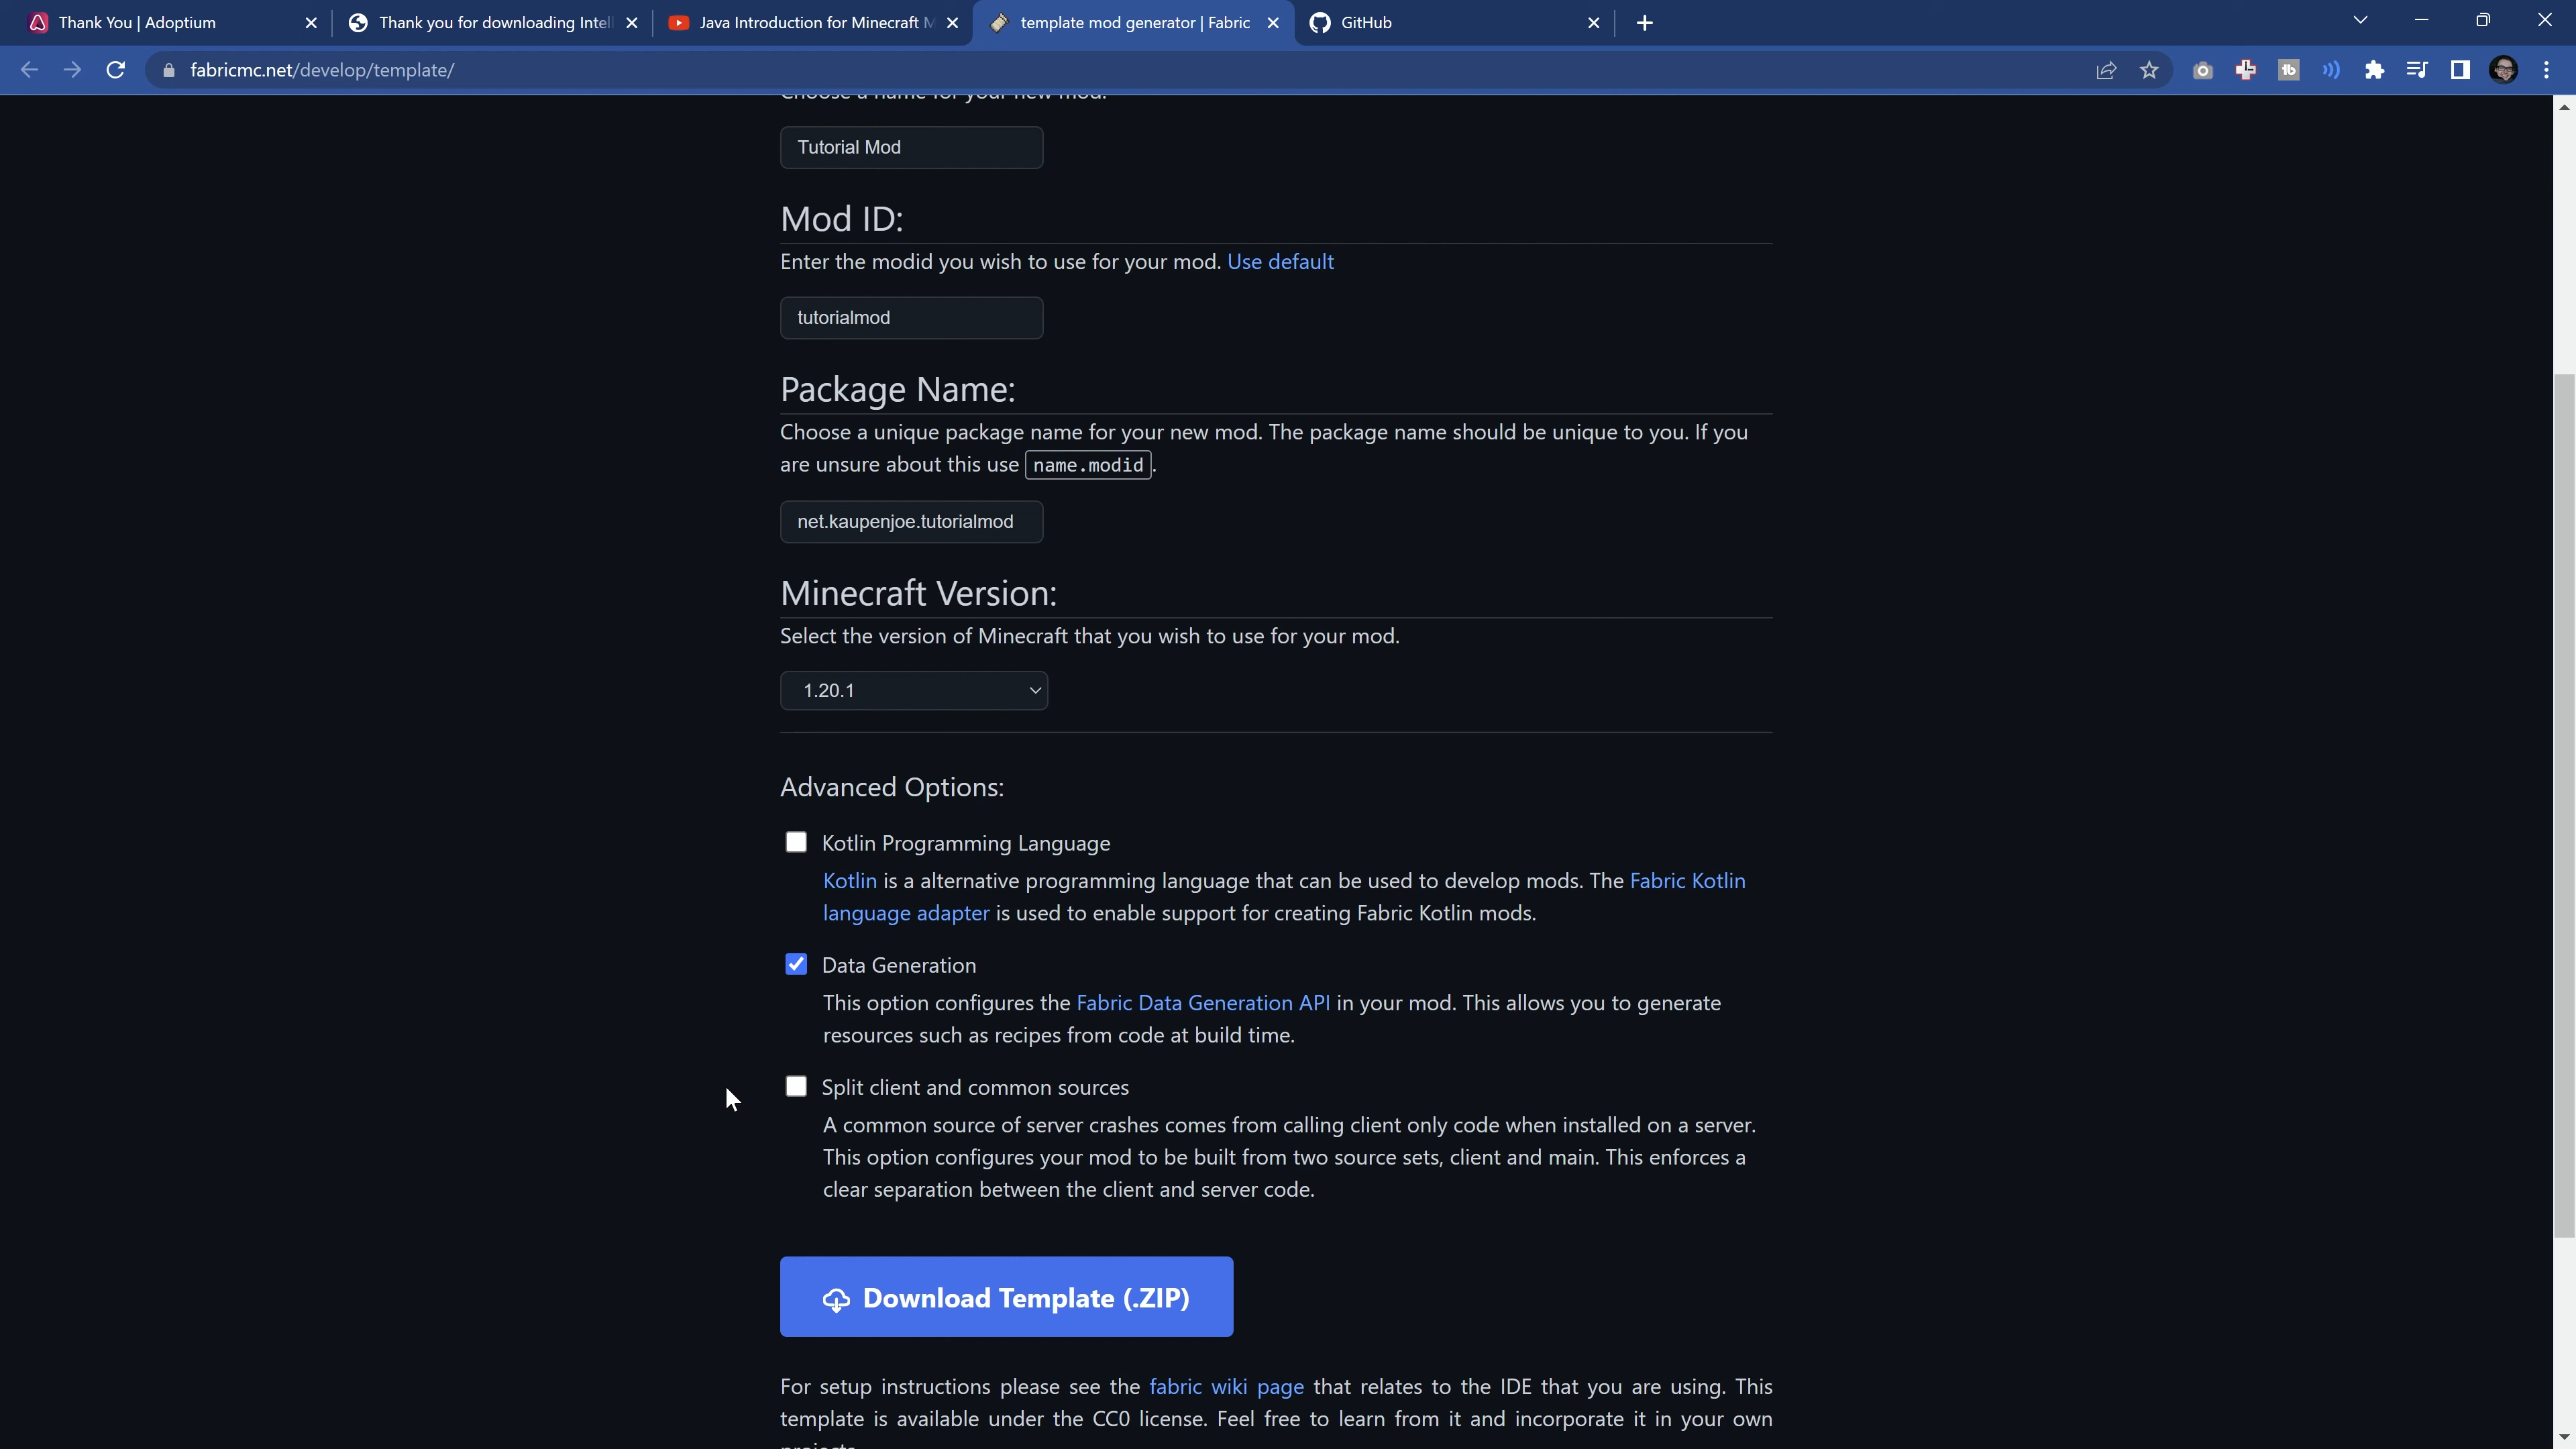 Thank You | Adoptium
Thank you for downloading Intell
Java Introduction for Minecraft M
template mod generator | Fabric
GitHub
fabricmc.net/develop/template/
Choose a name for your new mod.
Tutorial Mod
Mod ID:
Enter the modid you wish to use for your mod. Use default
tutorialmod
Package Name:
Choose a unique package name for your new mod. The package name should be unique to you. If you
are unsure about this use name.modid.
net.kaupenjoe.tutorialmod
Minecraft Version:
Select the version of Minecraft that you wish to use for your mod.
1.20.1
Advanced Options:
Kotlin Programming Language
Kotlin is a alternative programming language that can be used to develop mods. The Fabric Kotlin
language adapter is used to enable support for creating Fabric Kotlin mods.
Data Generation
This option configures the Fabric Data Generation API in your mod. This allows you to generate
resources such as recipes from code at build time.
Split client and common sources
A common source of server crashes comes from calling client only code when installed on a server.
This option configures your mod to be built from two source sets, client and main. This enforces a
clear separation between the client and server code.
Download Template (.ZIP)
For setup instructions please see the fabric wiki page that relates to the IDE that you are using. This
template is available under the CC0 license. Feel free to learn from it and incorporate it in your own